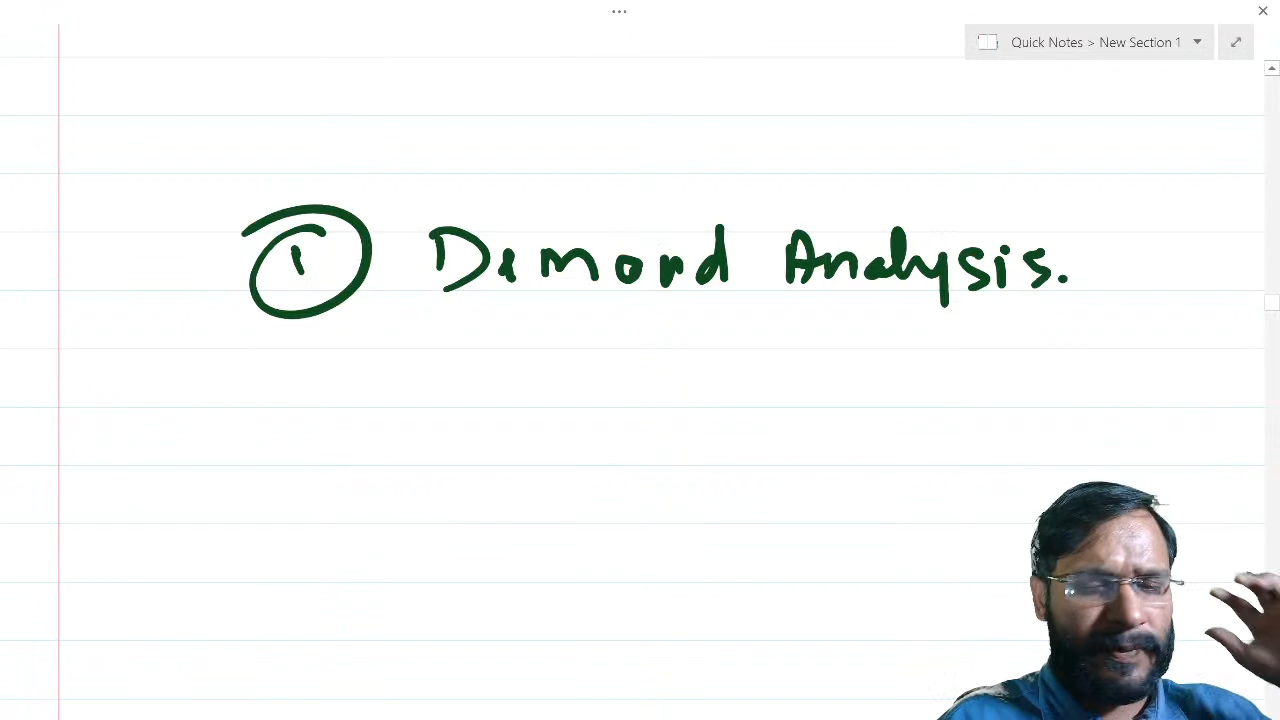 ...
Quick Notes > New Section 1
① Demand Analysis.